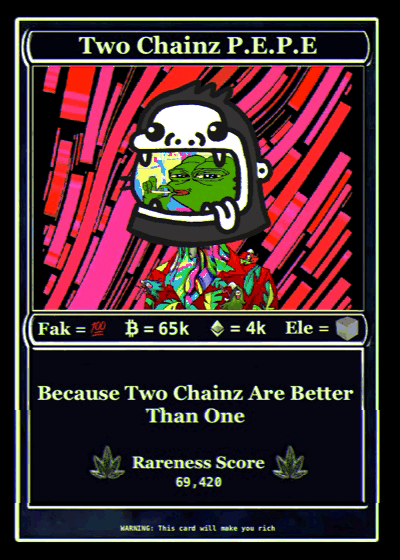 Two Chainz P.E.P.E
Fak = 💯 ₿ = 65k ⟠ = 4k Ele =
Because Two Chainz Are Better
Than One
Rareness Score
69,420
WARNING: This card will make you rich